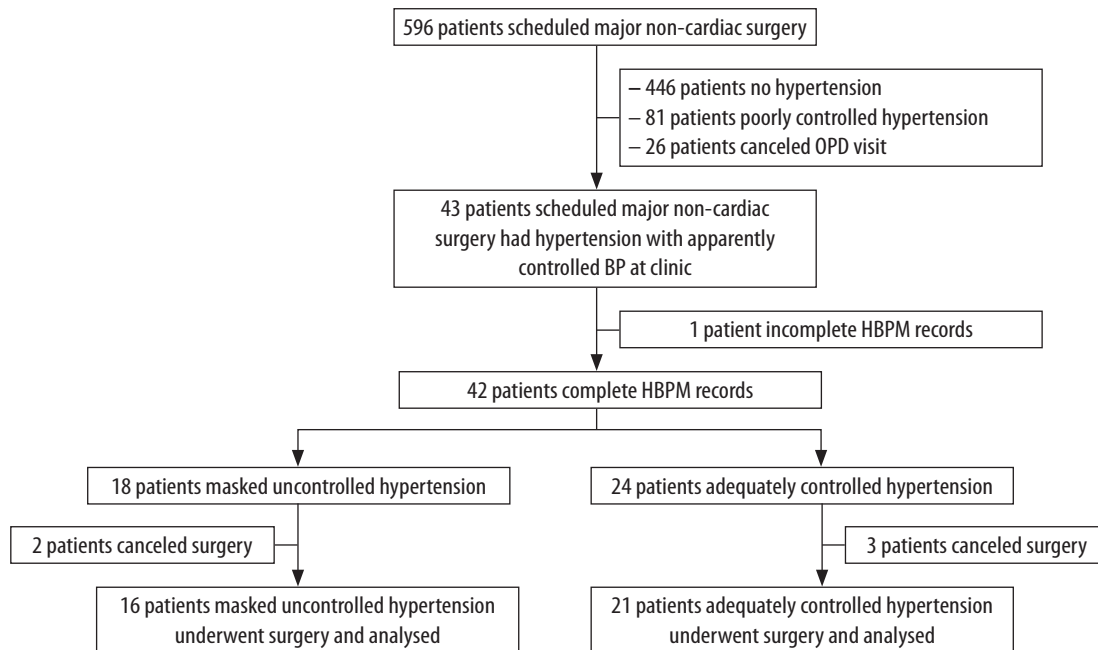 596 patients scheduled major non-cardiac surgery
– 446 patients no hypertension
– 81 patients poorly controlled hypertension
– 26 patients canceled OPD visit
43 patients scheduled major non-cardiac
surgery had hypertension with apparently
controlled BP at clinic
1 patient incomplete HBPM records
42 patients complete HBPM records
18 patients masked uncontrolled hypertension
24 patients adequately controlled hypertension
2 patients canceled surgery
3 patients canceled surgery
16 patients masked uncontrolled hypertension
underwent surgery and analysed
21 patients adequately controlled hypertension
underwent surgery and analysed